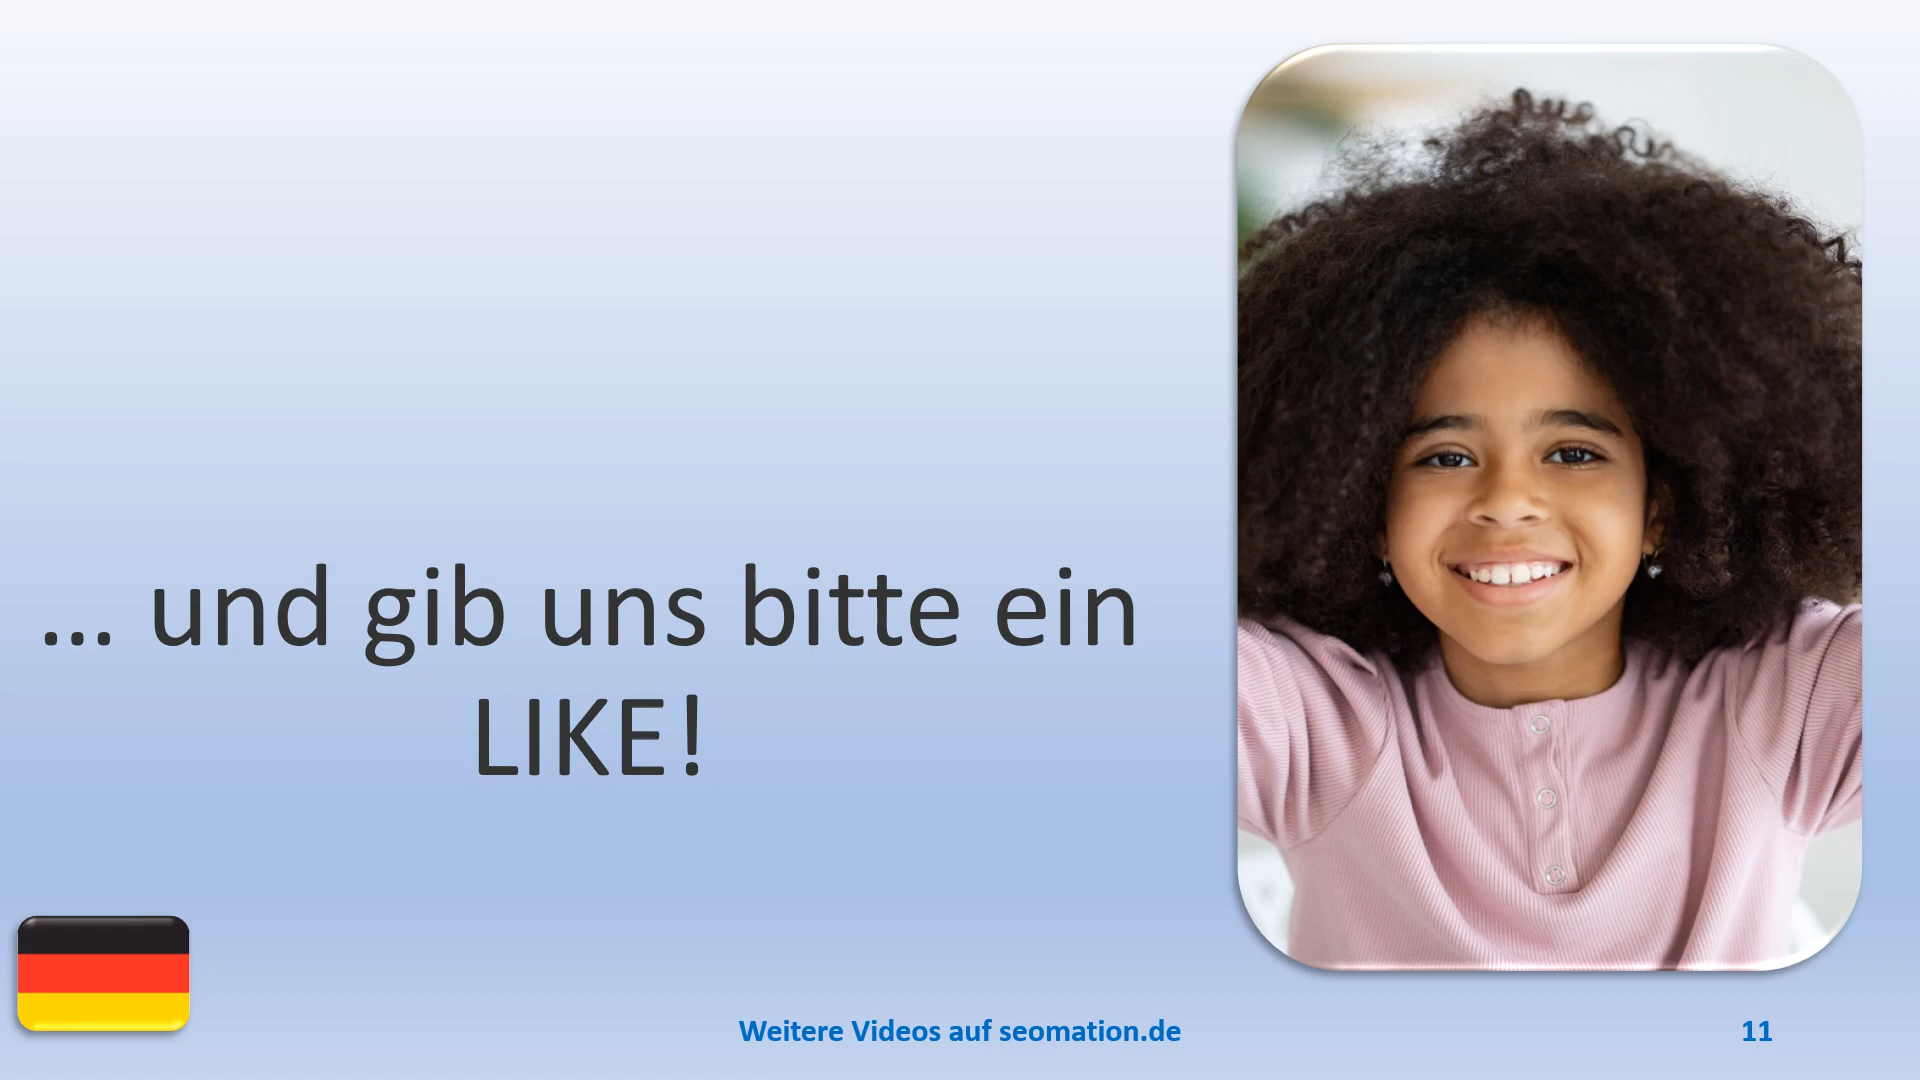 ... und gib uns bitte ein
LIKE!
Weitere Videos auf seomation.de
11